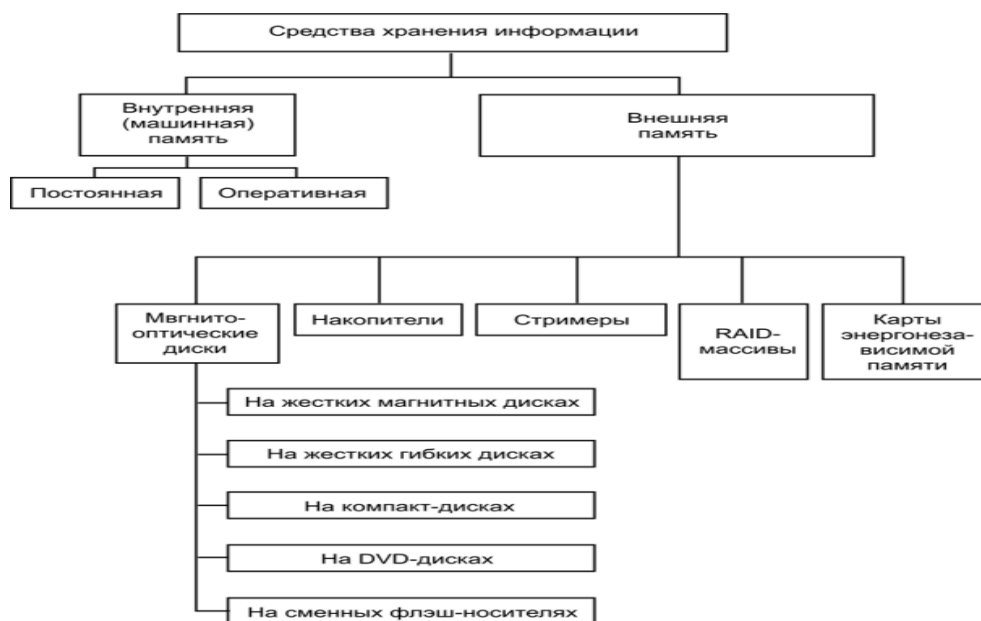 Средства хранения информации
Внутренняя
(машинная)
память
Внешняя
память
Постоянная
Оперативная
Мвгнито-
оптические
диски
Накопители
Стримеры
RAID-
массивы
Карты
энергонеза-
висимой
памяти
На жестких магнитных дисках
На жестких гибких дисках
На компакт-дисках
На DVD-дисках
На сменных флэш-носителях